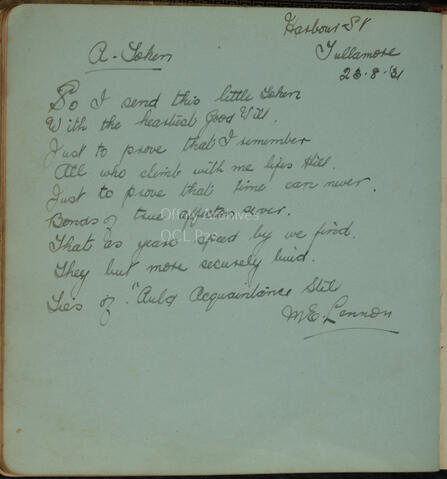 Harbour St
Tullamore
23.8.31
A. Token
So I send this little Token
With the heartiest Good Will.
Just to prove that I remember
All who climb with me lifes Hill.
Just to prove that time can never.
Bonds of true affection sever.
That as years speed by we find.
They but more securely bind.
Ties of "Auld Acquaintance Still
M.E. Lennon
Offaly Archives